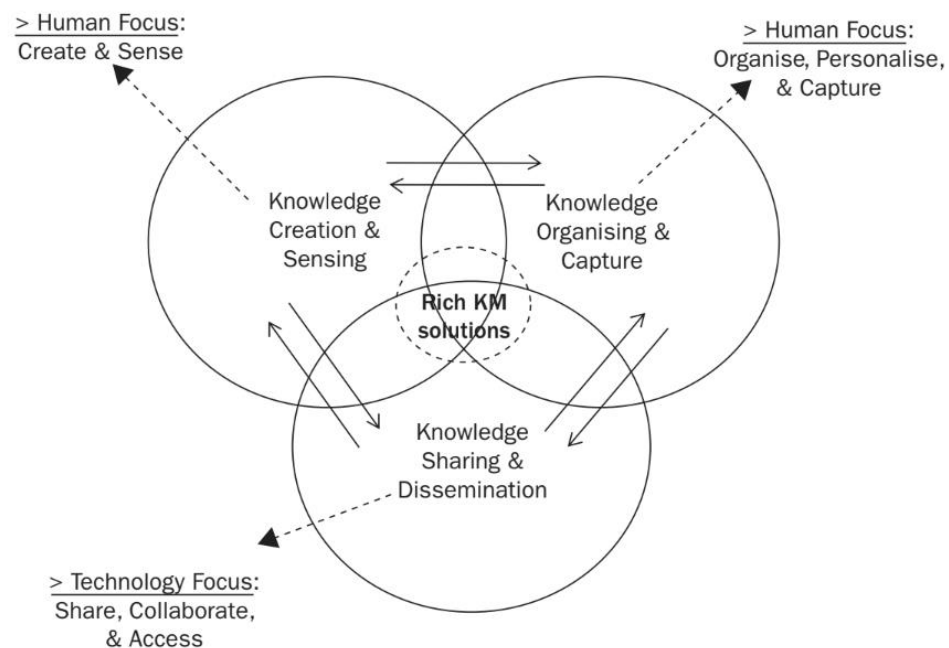 > Human Focus:
Create & Sense
> Human Focus:
Organise, Personalise,
& Capture
Knowledge
Creation &
Sensing
Knowledge
Organising &
Capture
Rich KM
solutions
Knowledge
Sharing &
Dissemination
> Technology Focus:
Share, Collaborate,
& Access